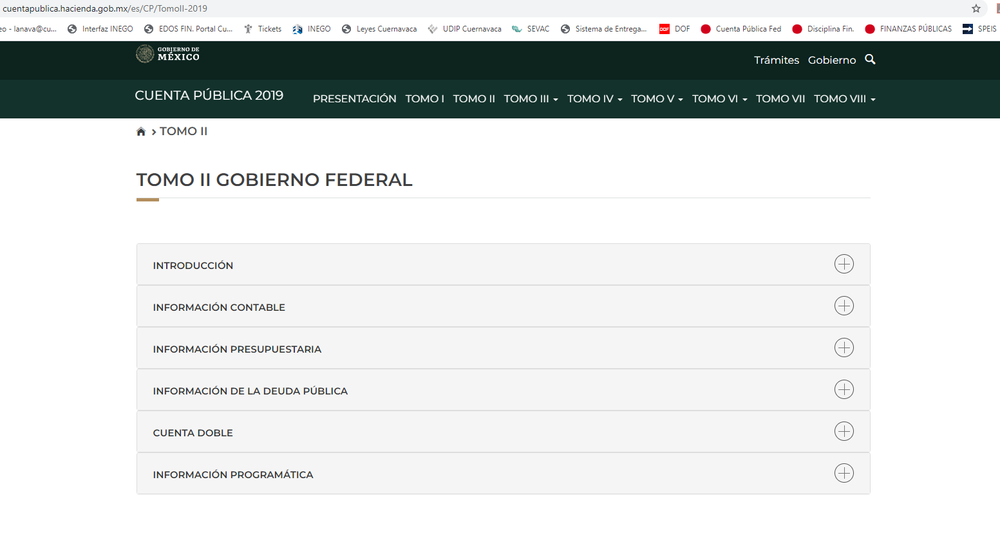 cuentapublica.hacienda.gob.mx/es/CP/TomoII-2019
eo - lanava@cu... Interfaz INEGO EDOS FIN. Portal Cu... Tickets INEGO Leyes Cuernavaca UDIP Cuernavaca SEVAC Sistema de Entrega... DOF DOF Cuenta Pública Fed Disciplina Fin. FINANZAS PÚBLICAS SPEIS
GOBIERNO DE
MÉXICO
Trámites Gobierno
CUENTA PÚBLICA 2019 PRESENTACIÓN TOMO I TOMO II TOMO III TOMO IV TOMO V TOMO VI TOMO VII TOMO VIII
> TOMO II
TOMO II GOBIERNO FEDERAL
INTRODUCCIÓN
INFORMACIÓN CONTABLE
INFORMACIÓN PRESUPUESTARIA
INFORMACIÓN DE LA DEUDA PÚBLICA
CUENTA DOBLE
INFORMACIÓN PROGRAMÁTICA